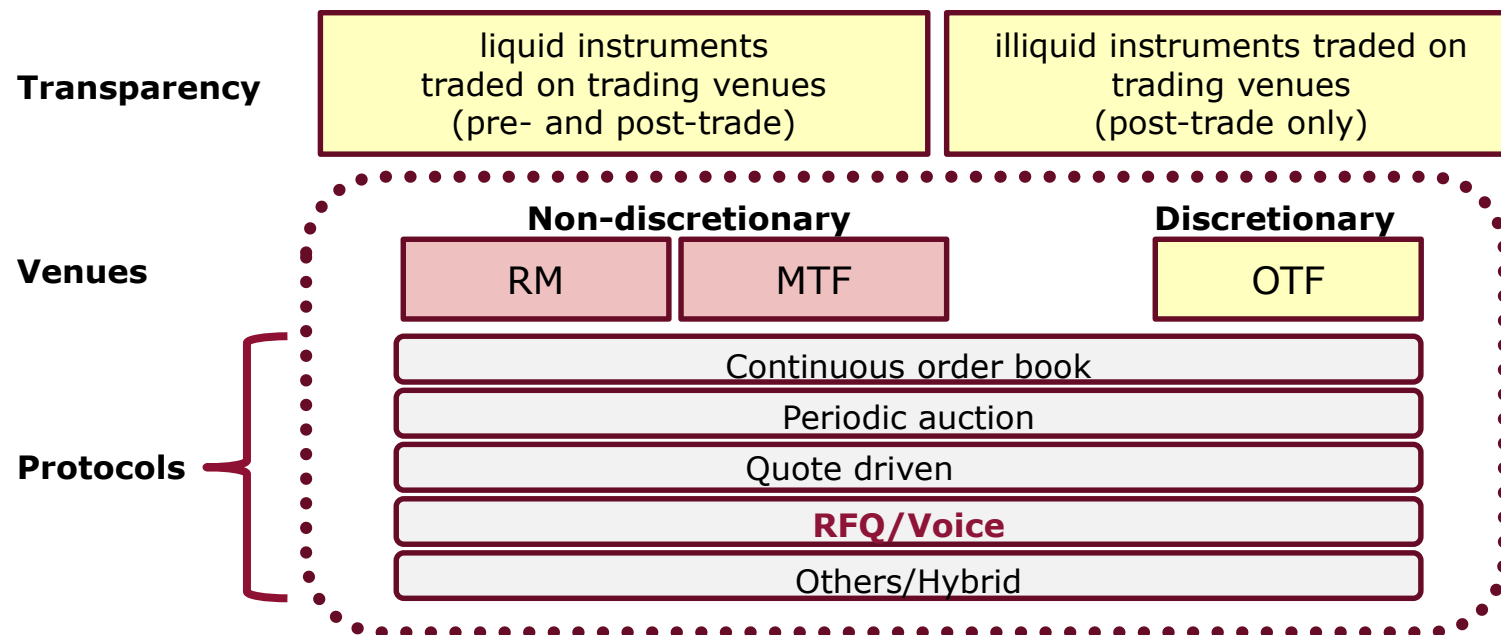 Transparency
liquid instruments
traded on trading venues
(pre- and post-trade)
illiquid instruments traded on
trading venues
(post-trade only)
Non-discretionary
Discretionary
Venues
RM
MTF
OTF
Protocols
Continuous order book
Periodic auction
Quote driven
RFQ/Voice
Others/Hybrid